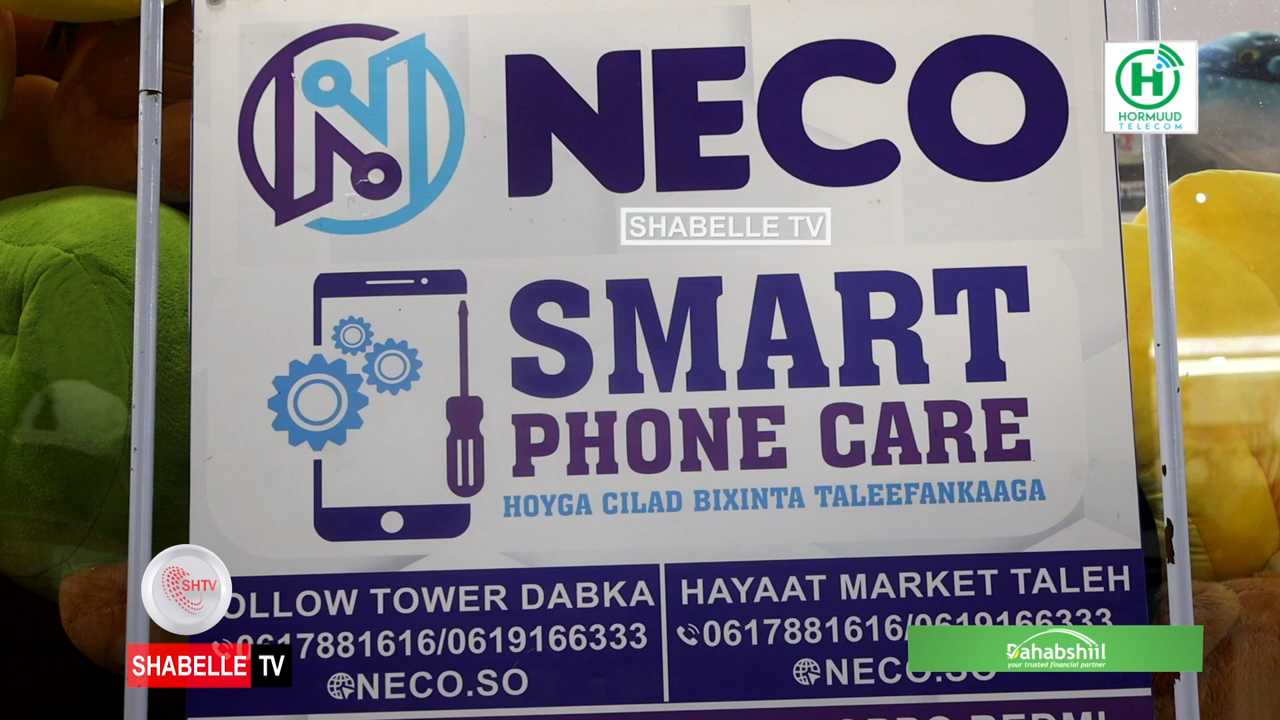 NECO
H
HORMUUD
TELECOM
SHABELLE TV
SMART
PHONE CARE
HOYGA CILAD BIXINTA TALEEFANKAAGA
OLLOW TOWER DABKA
0617881616/0619166333
NECO.SO
HAYAAT MARKET TALEH
0617881616/0619166333
NECO.SO
SHTV
SHABELLE TV
Dahabshiil
your trusted financial partner